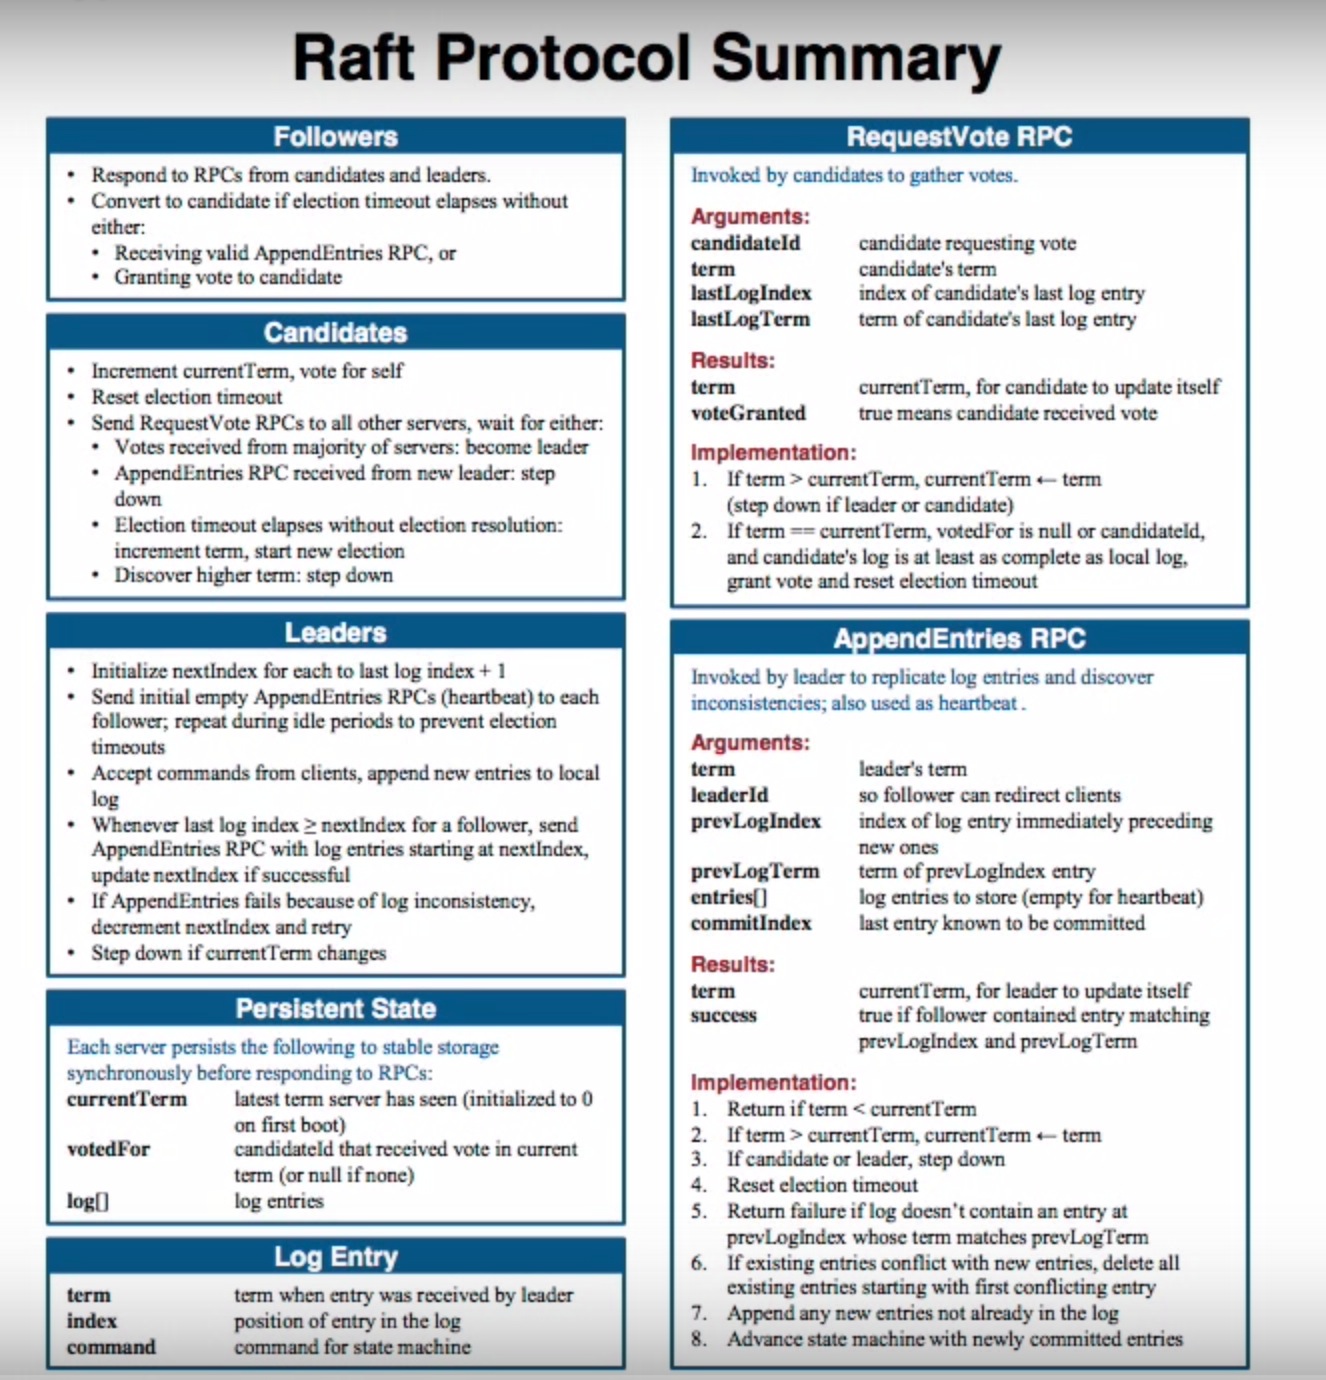 Raft Protocol Summary
Followers
• Respond to RPCs from candidates and leaders.
• Convert to candidate if election timeout elapses without
either:
• Receiving valid AppendEntries RPC, or
• Granting vote to candidate
Candidates
• Increment currentTerm, vote for self
• Reset election timeout
• Send RequestVote RPCs to all other servers, wait for either:
• Votes received from majority of servers: become leader
• AppendEntries RPC received from new leader: step
down
• Election timeout elapses without election resolution:
increment term, start new election
• Discover higher term: step down
Leaders
• Initialize nextIndex for each to last log index + 1
• Send initial empty AppendEntries RPCs (heartbeat) to each
follower; repeat during idle periods to prevent election
timeouts
• Accept commands from clients, append new entries to local
log
• Whenever last log index ≥ nextIndex for a follower, send
AppendEntries RPC with log entries starting at nextIndex,
update nextIndex if successful
• If AppendEntries fails because of log inconsistency,
decrement nextIndex and retry
• Step down if currentTerm changes
Persistent State
Each server persists the following to stable storage
synchronously before responding to RPCs:
currentTerm latest term server has seen (initialized to 0
on first boot)
votedFor candidateId that received vote in current
term (or null if none)
log[] log entries
Log Entry
term term when entry was received by leader
index position of entry in the log
command command for state machine
RequestVote RPC
Invoked by candidates to gather votes.
Arguments:
candidateId candidate requesting vote
term candidate's term
lastLogIndex index of candidate's last log entry
lastLogTerm term of candidate's last log entry
Results:
term currentTerm, for candidate to update itself
voteGranted true means candidate received vote
Implementation:
1. If term > currentTerm, currentTerm ← term
(step down if leader or candidate)
2. If term == currentTerm, votedFor is null or candidateId,
and candidate's log is at least as complete as local log,
grant vote and reset election timeout
AppendEntries RPC
Invoked by leader to replicate log entries and discover
inconsistencies; also used as heartbeat .
Arguments:
term leader's term
leaderId so follower can redirect clients
prevLogIndex index of log entry immediately preceding
new ones
prevLogTerm term of prevLogIndex entry
entries[] log entries to store (empty for heartbeat)
commitIndex last entry known to be committed
Results:
term currentTerm, for leader to update itself
success true if follower contained entry matching
prevLogIndex and prevLogTerm
Implementation:
1. Return if term < currentTerm
2. If term > currentTerm, currentTerm ← term
3. If candidate or leader, step down
4. Reset election timeout
5. Return failure if log doesn't contain an entry at
prevLogIndex whose term matches prevLogTerm
6. If existing entries conflict with new entries, delete all
existing entries starting with first conflicting entry
7. Append any new entries not already in the log
8. Advance state machine with newly committed entries